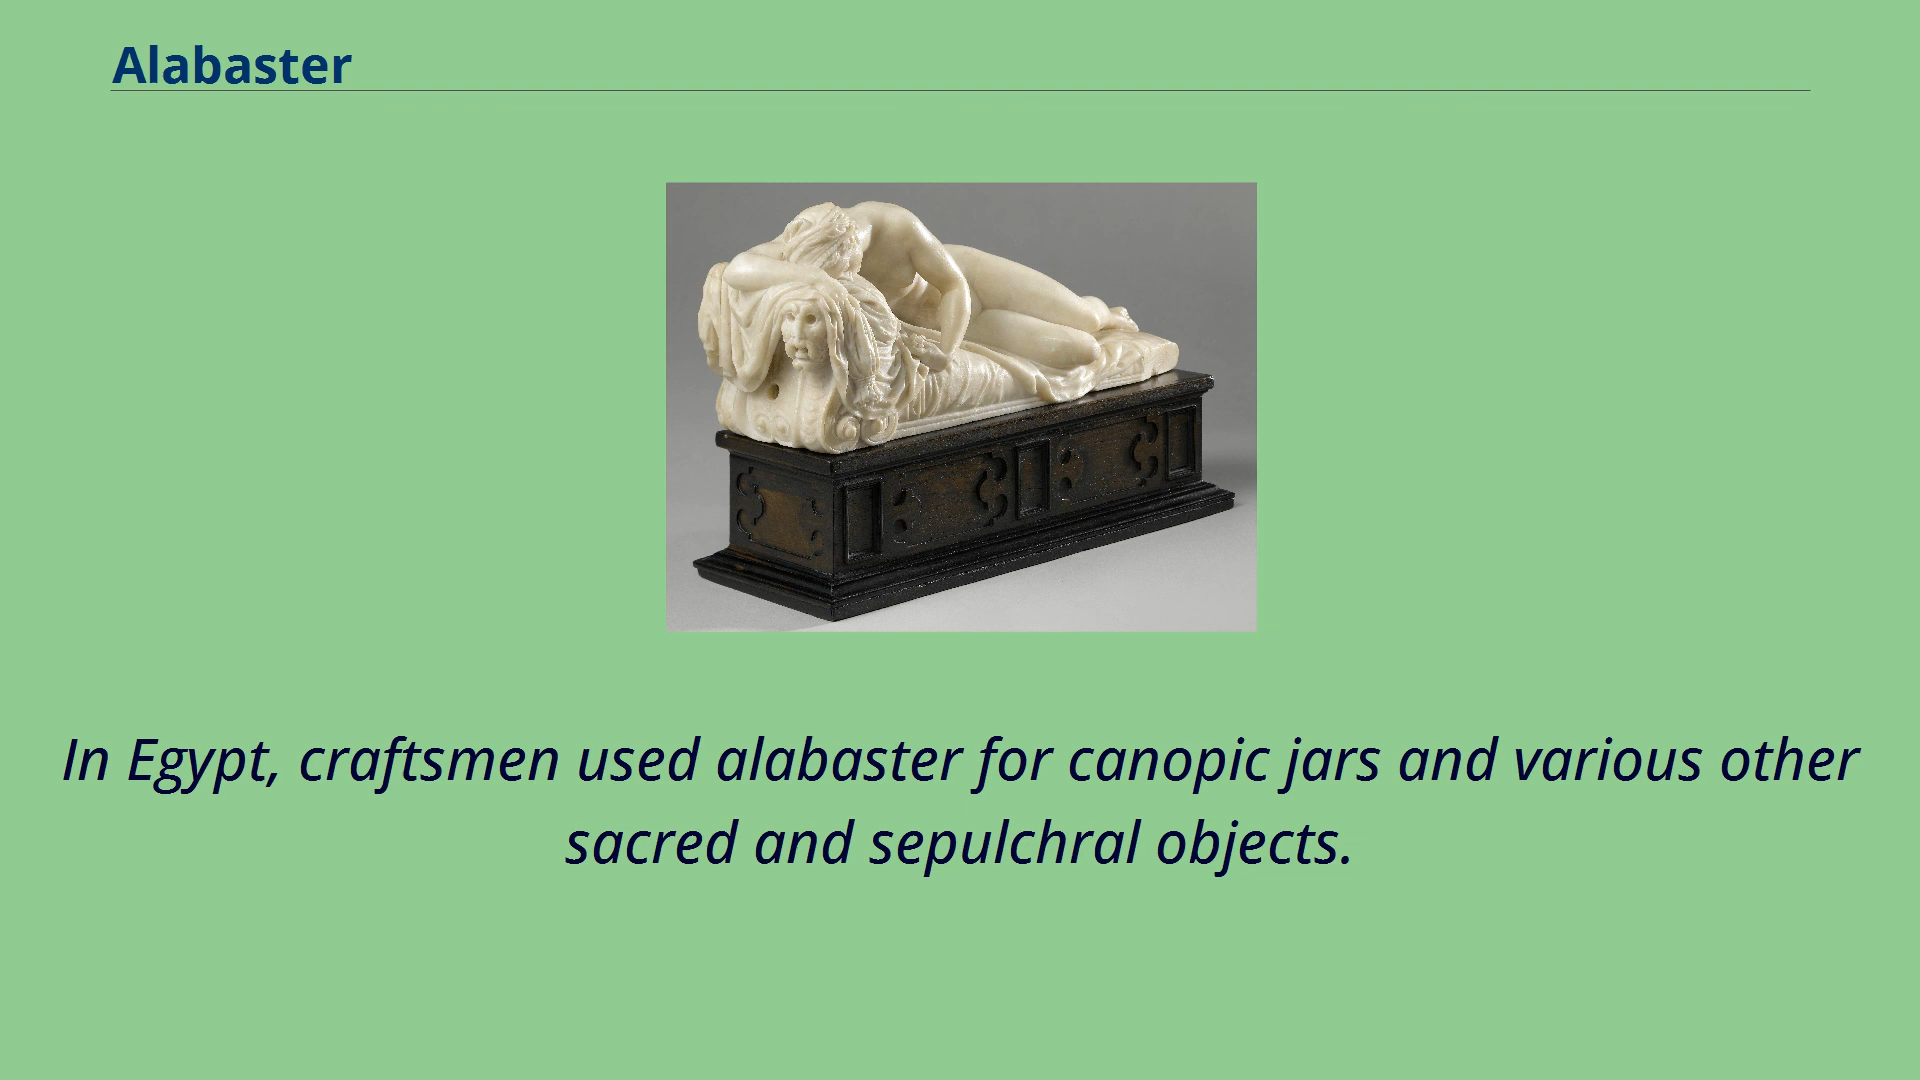 Alabaster
In Egypt, craftsmen used alabaster for canopic jars and various other
sacred and sepulchral objects.